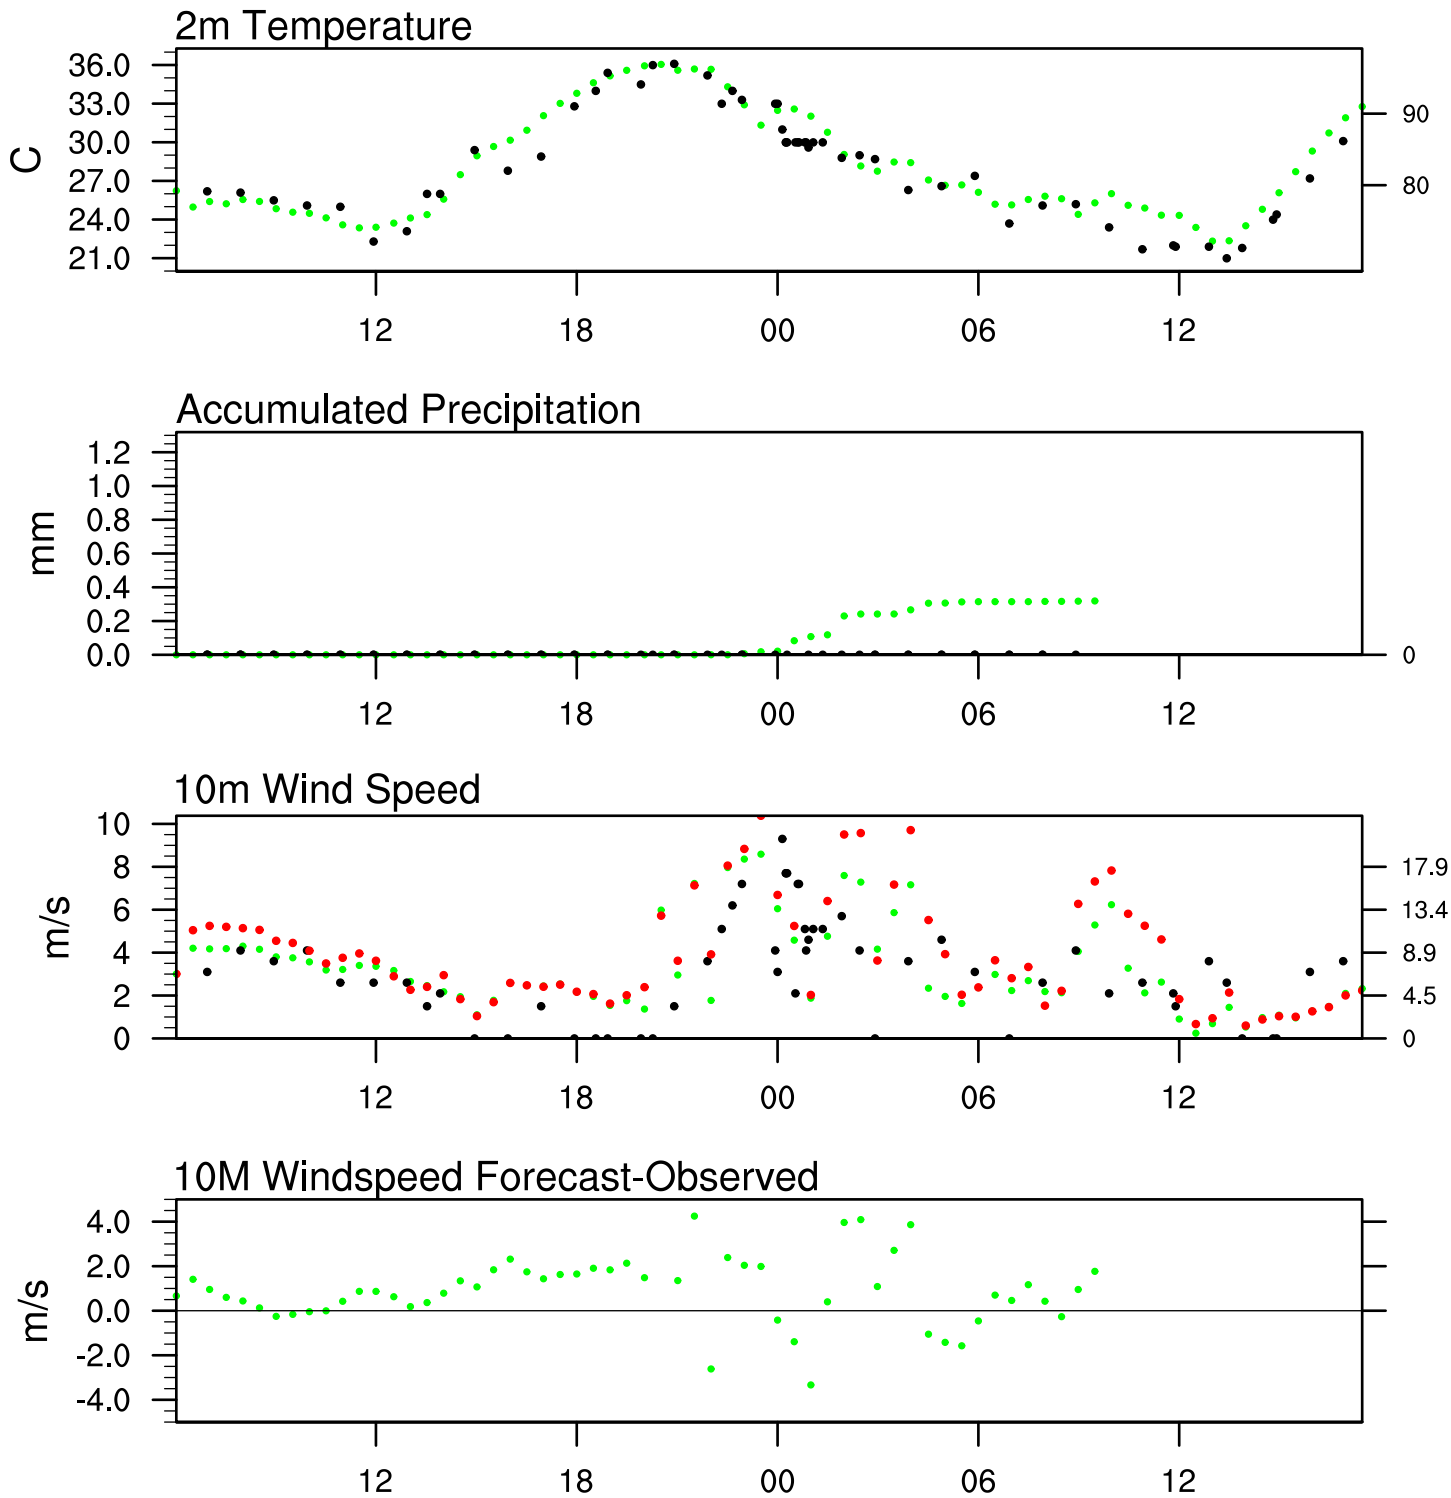 2m Temperature
36.0
33.0
30.0
27.0
24.0
21.0
C
90
80
12 18 00 06 12
Accumulated Precipitation
1.2
1.0
0.8
0.6
0.4
0.2
0.0
mm
0
12 18 00 06 12
10m Wind Speed
10
8
6
4
2
0
m/s
17.9
13.4
8.9
4.5
0
12 18 00 06 12
10M Windspeed Forecast-Observed
4.0
2.0
0.0
-2.0
-4.0
m/s
12 18 00 06 12